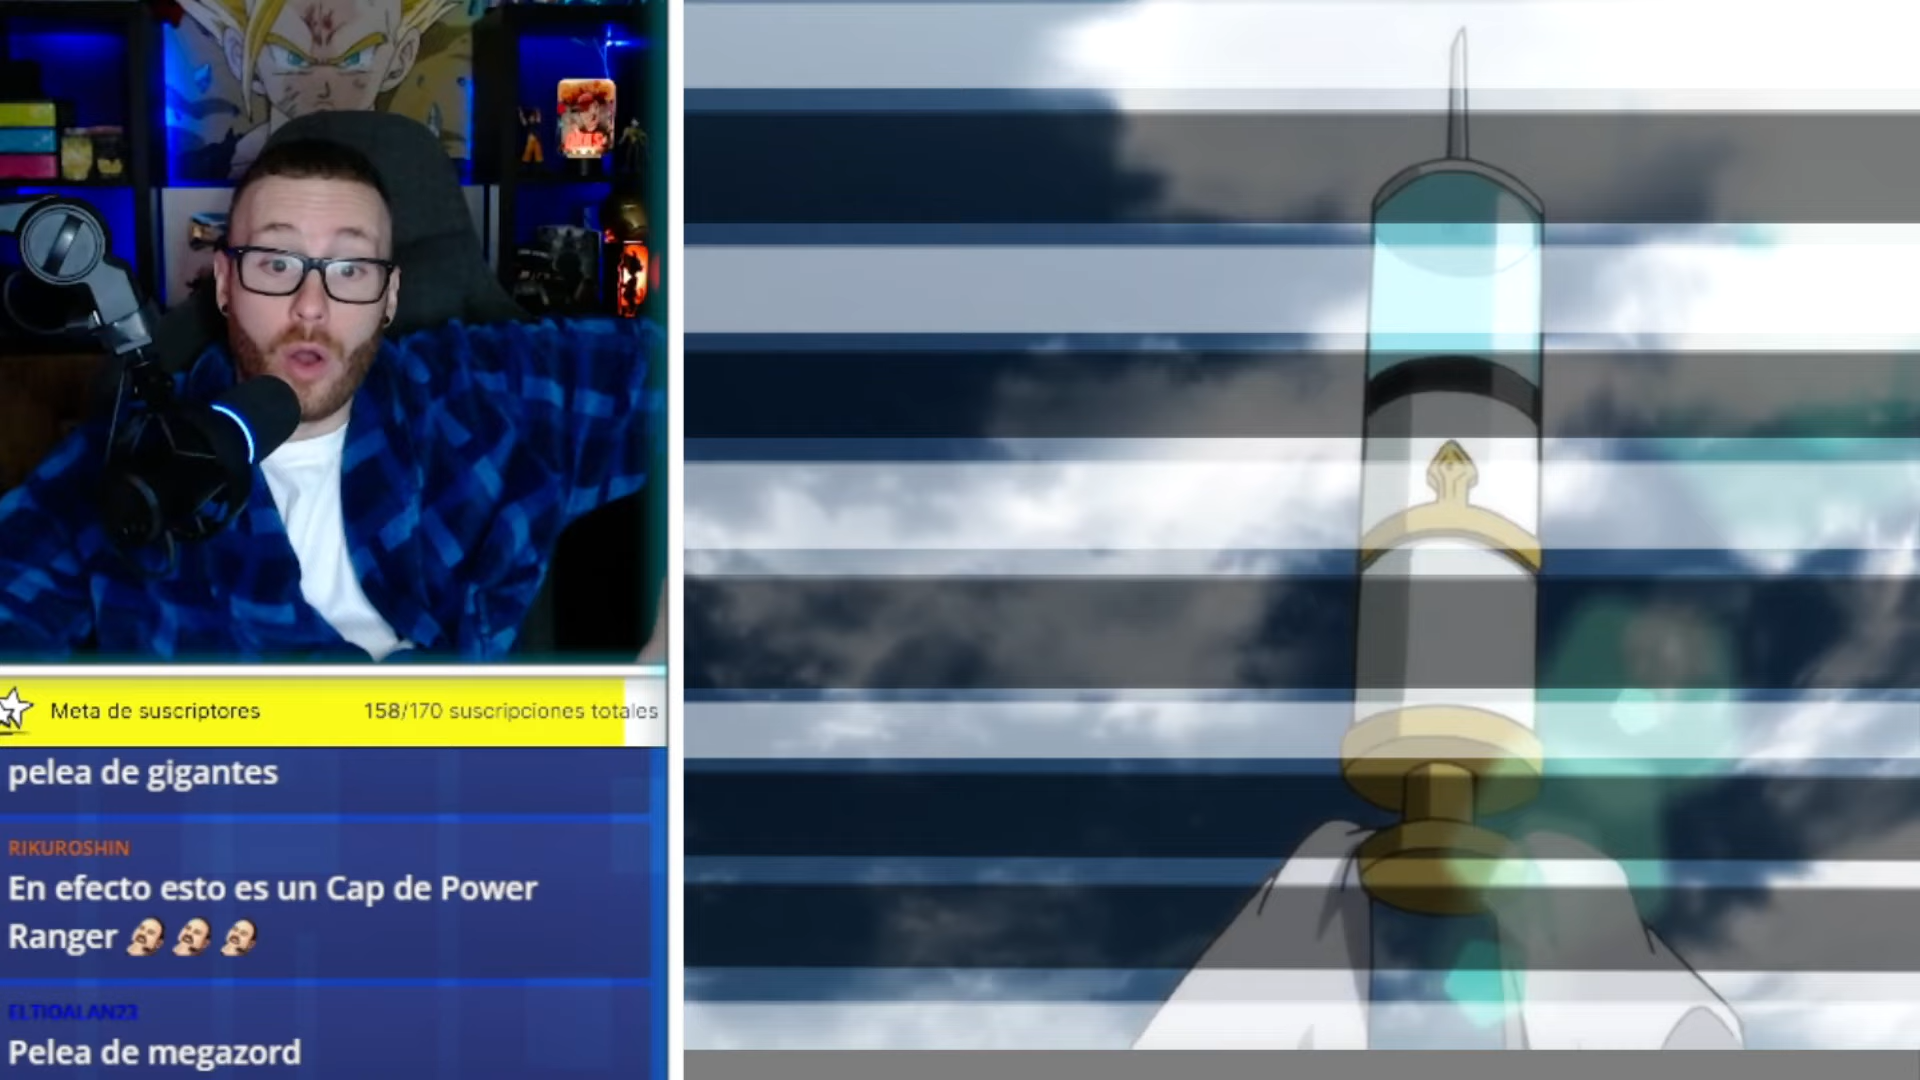 Meta de suscriptores 158/170 suscripciones totales
pelea de gigantes
RIKUROSHIN
En efecto esto es un Cap de Power
Ranger
ELTIOALAN23
Pelea de megazord